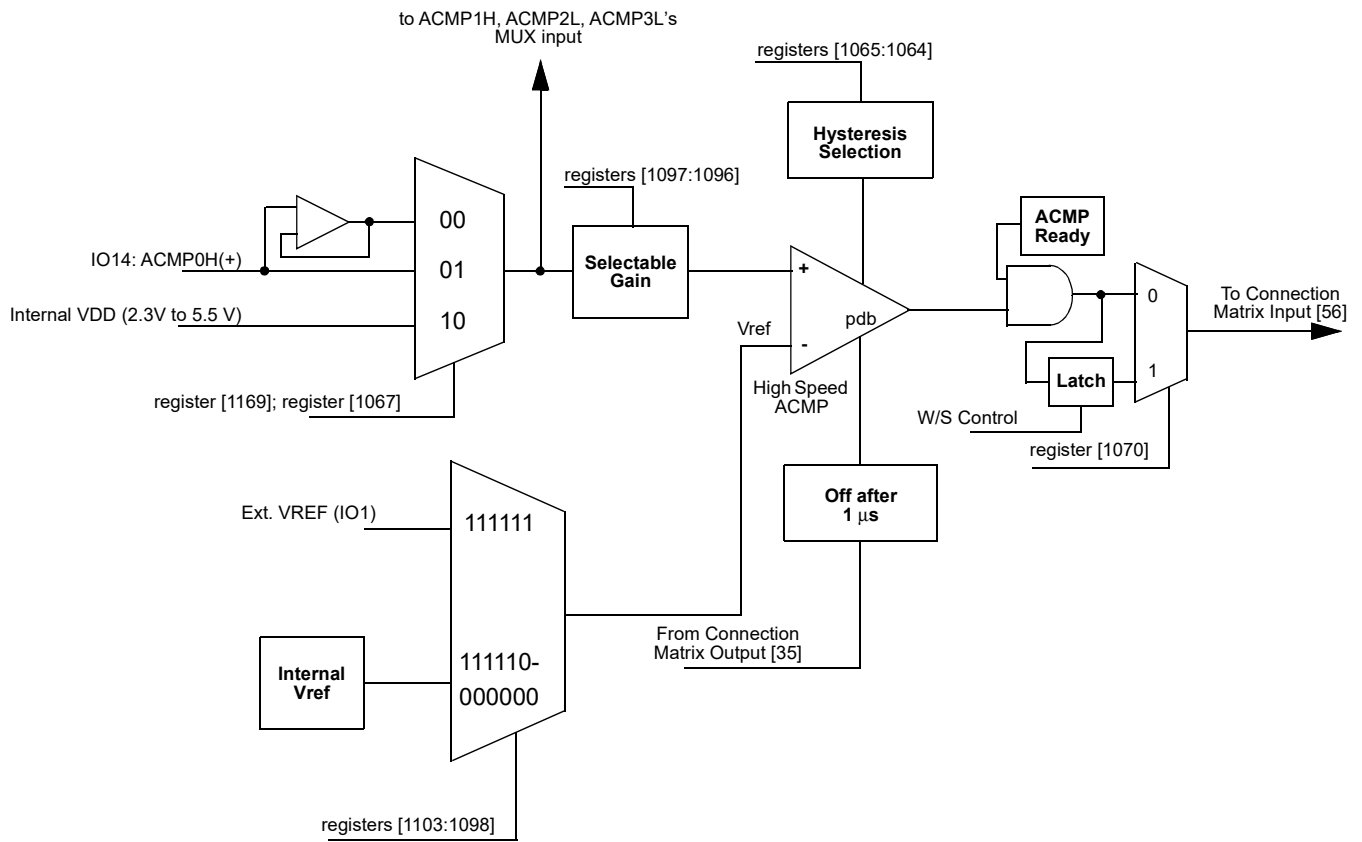 to ACMP1H, ACMP2L, ACMP3L's
MUX input
registers [1065:1064]
Hysteresis
Selection
registers [1097:1096]
Selectable
Gain
00
01
10
IO14: ACMP0H(+)
Internal VDD (2.3V to 5.5 V)
register [1169]; register [1067]
+
-
pdb
Vref
High Speed
ACMP
ACMP
Ready
0
1
Latch
To Connection
Matrix Input [56]
W/S Control
register [1070]
Off after
1 μs
From Connection
Matrix Output [35]
Ext. VREF (IO1)
111111
111110-
000000
Internal
Vref
registers [1103:1098]